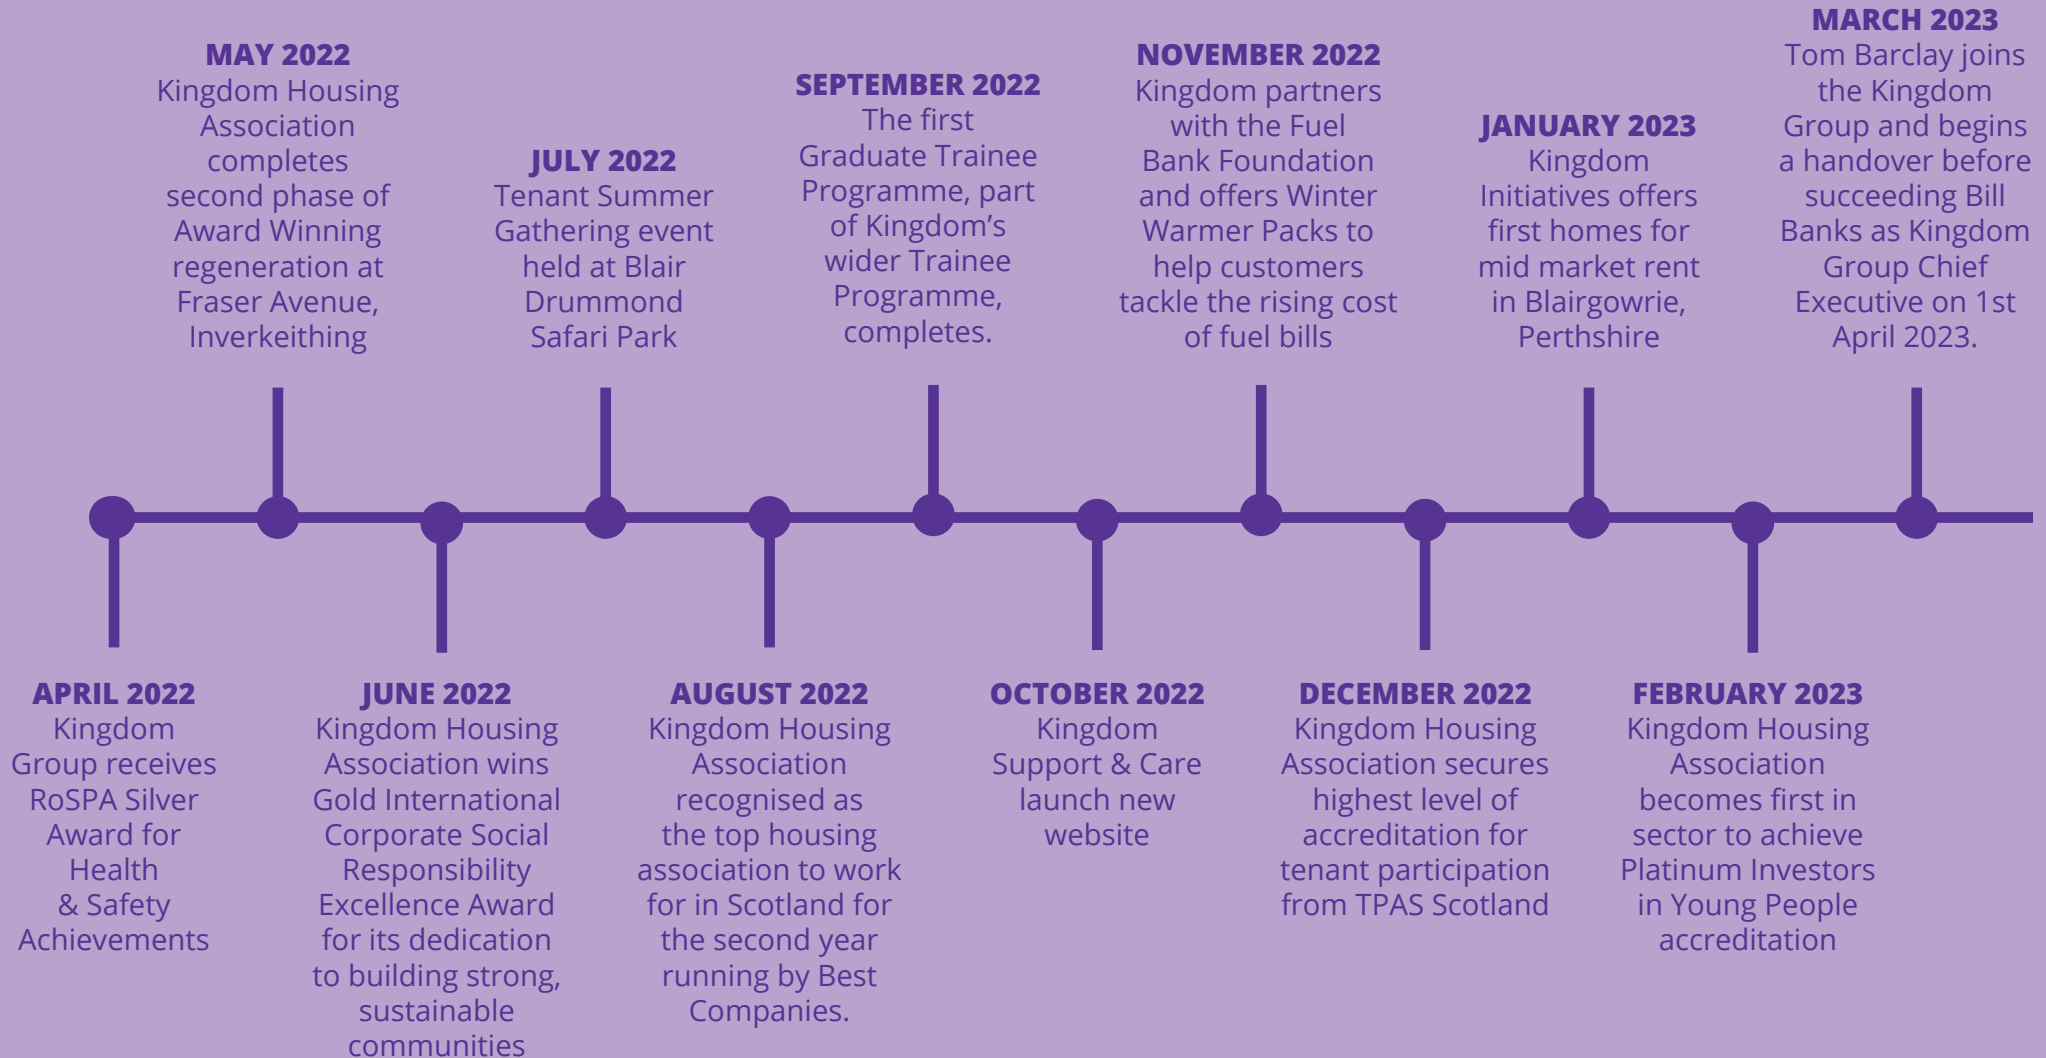 MAY 2022
Kingdom Housing
Association
completes
second phase of
Award Winning
regeneration at
Fraser Avenue,
Inverkeithing
JULY 2022
Tenant Summer
Gathering event
held at Blair
Drummond
Safari Park
SEPTEMBER 2022
The first
Graduate Trainee
Programme, part
of Kingdom’s
wider Trainee
Programme,
completes.
NOVEMBER 2022
Kingdom partners
with the Fuel
Bank Foundation
and offers Winter
Warmer Packs to
help customers
tackle the rising cost
of fuel bills
JANUARY 2023
Kingdom
Initiatives offers
first homes for
mid market rent
in Blairgowrie,
Perthshire
MARCH 2023
Tom Barclay joins
the Kingdom
Group and begins
a handover before
succeeding Bill
Banks as Kingdom
Group Chief
Executive on 1st
April 2023.
APRIL 2022
Kingdom
Group receives
RoSPA Silver
Award for
Health
& Safety
Achievements
JUNE 2022
Kingdom Housing
Association wins
Gold International
Corporate Social
Responsibility
Excellence Award
for its dedication
to building strong,
sustainable
communities
AUGUST 2022
Kingdom Housing
Association
recognised as
the top housing
association to work
for in Scotland for
the second year
running by Best
Companies.
OCTOBER 2022
Kingdom
Support & Care
launch new
website
DECEMBER 2022
Kingdom Housing
Association secures
highest level of
accreditation for
tenant participation
from TPAS Scotland
FEBRUARY 2023
Kingdom Housing
Association
becomes first in
sector to achieve
Platinum Investors
in Young People
accreditation